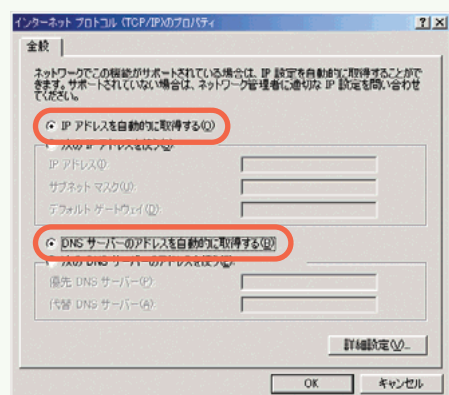 インターネット プロトコル (TCP/IP)のプロパティ
全般
ネットワークでこの機能がサポートされている場合は、IP 設定を自動的に取得することがで
きます。サポートされていない場合は、ネットワーク管理者に適切な IP 設定を問い合わせ
てください。
IP アドレスを自動的に取得する(O)
次の IP アドレスを使う(S):
IP アドレス(I):
サブネット マスク(U):
デフォルト ゲートウェイ(D):
DNS サーバーのアドレスを自動的に取得する(B)
次の DNS サーバーのアドレスを使う(E):
優先 DNS サーバー(P):
代替 DNS サーバー(A):
詳細設定(V)...
OK
キャンセル